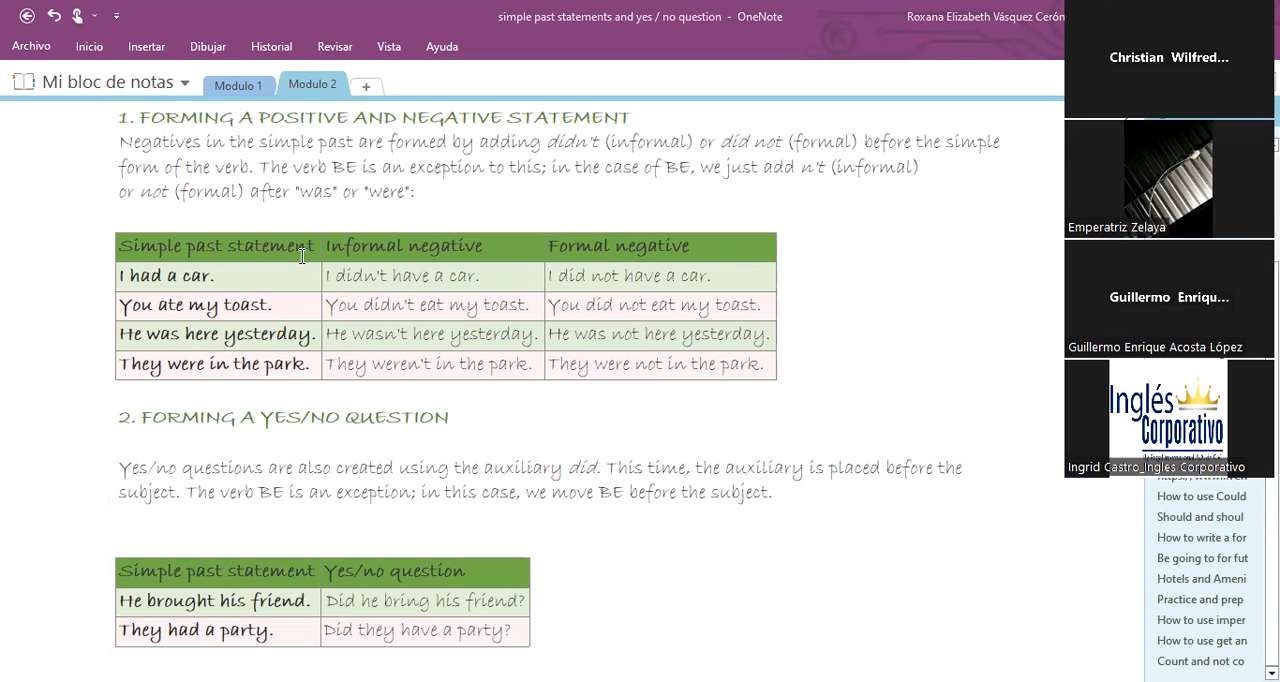 simple past statements and yes / no question - OneNote
Roxana Elizabeth Vásquez Cerón
Archivo Inicio Insertar Dibujar Historial Revisar Vista Ayuda
Mi bloc de notas Modulo 1 Modulo 2 +
1. FORMING A POSITIVE AND NEGATIVE STATEMENT
Negatives in the simple past are formed by adding didn't (informal) or did not (formal) before the simple
form of the verb. The verb BE is an exception to this; in the case of BE, we just add n't (informal)
or not (formal) after "was" or "were":
Simple past statement Informal negative Formal negative
I had a car. I didn't have a car. I did not have a car.
You ate my toast. You didn't eat my toast. You did not eat my toast.
He was here yesterday. He wasn't here yesterday. He was not here yesterday.
They were in the park. They weren't in the park. They were not in the park.
2. FORMING A YES/NO QUESTION
Yes/no questions are also created using the auxiliary did. This time, the auxiliary is placed before the
subject. The verb BE is an exception; in this case, we move BE before the subject.
Simple past statement Yes/no question
He brought his friend. Did he bring his friend?
They had a party. Did they have a party?
Christian Wilfred...
Emperatriz Zelaya
Guillermo Enriqu...
Guillermo Enrique Acosta López
Inglés
Corporativo
Ingrid Castro_Ingles Corporativo
How to use Could
Should and shoul
How to write a for
Be going to for fut
Hotels and Ameni
Practice and prep
How to use imper
How to use get an
Count and not co